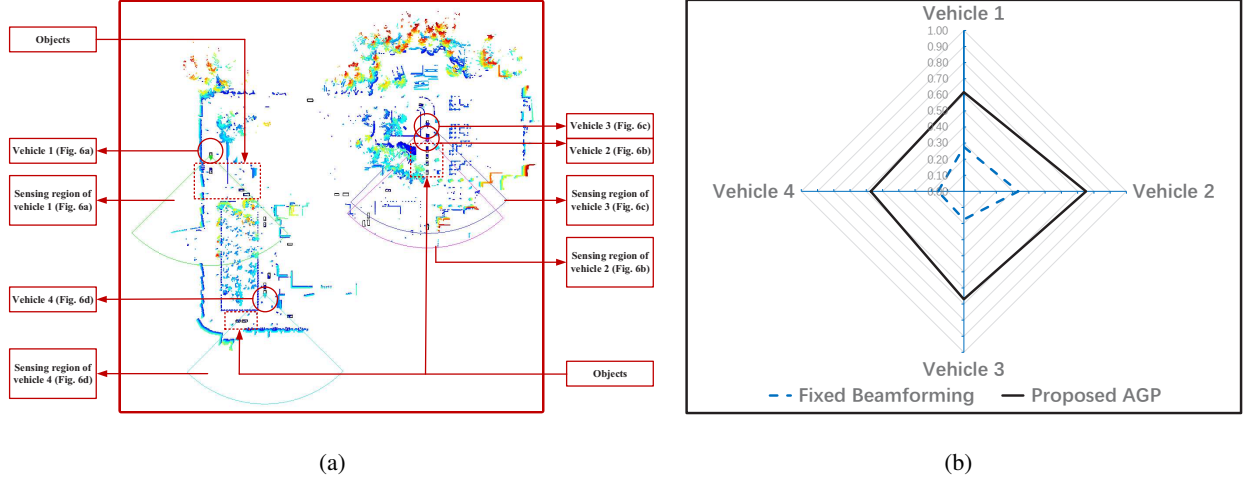 Objects
Vehicle 1 (Fig. 6a)
Sensing region of
vehicle 1 (Fig. 6a)
Vehicle 4 (Fig. 6d)
Sensing region of
vehicle 4 (Fig. 6d)
Vehicle 3 (Fig. 6c)
Vehicle 2 (Fig. 6b)
Sensing region of
vehicle 3 (Fig. 6c)
Sensing region of
vehicle 2 (Fig. 6b)
Objects
(a)
Vehicle 1
1.00
0.90
0.80
0.70
0.60
0.50
0.40
0.30
0.20
0.10
0.00
Vehicle 4
Vehicle 2
Vehicle 3
Fixed Beamforming
Proposed AGP
(b)